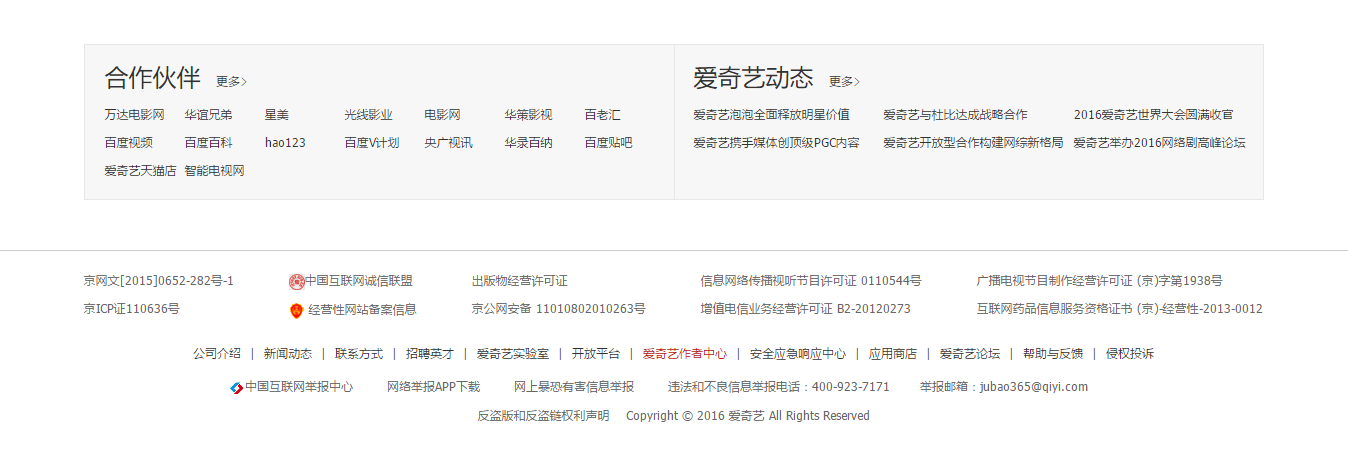 合作伙伴 更多>
万达电影网 华谊兄弟 星美 光线影业 电影网 华策影视 百老汇
百度视频 百度百科 hao123 百度V计划 央广视讯 华录百纳 百度贴吧
爱奇艺天猫店 智能电视网
爱奇艺动态 更多>
爱奇艺泡泡全面释放明星价值 爱奇艺与杜比达成战略合作 2016爱奇艺世界大会圆满收官
爱奇艺携手媒体创顶级PGC内容 爱奇艺开放型合作构建网综新格局 爱奇艺举办2016网络剧高峰论坛
京网文[2015]0652-282号-1 中国互联网诚信联盟 出版物经营许可证 信息网络传播视听节目许可证 0110544号 广播电视节目制作经营许可证 (京)字第1938号
京ICP证110636号 经营性网站备案信息 京公网安备 11010802010263号 增值电信业务经营许可证 B2-20120273 互联网药品信息服务资格证书 (京)-经营性-2013-0012
公司介绍 | 新闻动态 | 联系方式 | 招聘英才 | 爱奇艺实验室 | 开放平台 | 爱奇艺作者中心 | 安全应急响应中心 | 应用商店 | 爱奇艺论坛 | 帮助与反馈 | 侵权投诉
中国互联网举报中心 网络举报APP下载 网上暴恐有害信息举报 违法和不良信息举报电话：400-923-7171 举报邮箱：jubao365@qiyi.com
反盗版和反盗链权利声明 Copyright © 2016 爱奇艺 All Rights Reserved